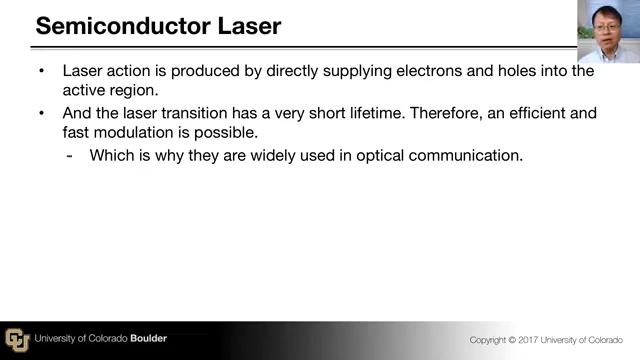 Semiconductor Laser
• Laser action is produced by directly supplying electrons and holes into the
active region.
• And the laser transition has a very short lifetime. Therefore, an efficient and
fast modulation is possible.
- Which is why they are widely used in optical communication.
CU
University of Colorado Boulder
Copyright © 2017 University of Colorado